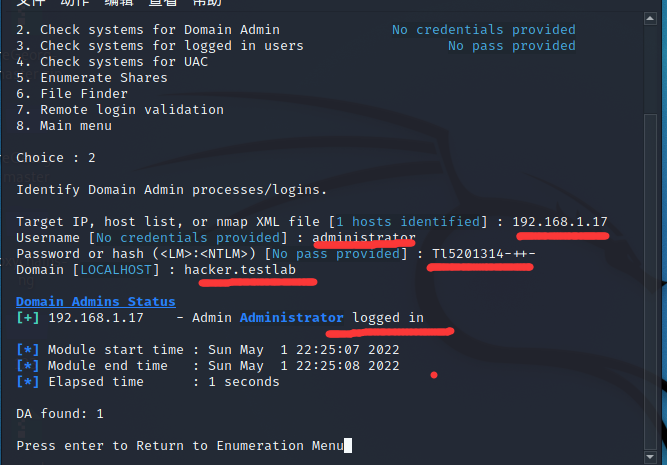 文件 动作 编辑 查看 帮助
2. Check systems for Domain Admin No credentials provided
3. Check systems for logged in users No pass provided
4. Check systems for UAC
5. Enumerate Shares
6. File Finder
7. Remote login validation
8. Main menu
Choice : 2
Identify Domain Admin processes/logins.
Target IP, host list, or nmap XML file [1 hosts identified] : 192.168.1.17
Username [No credentials provided] : administrator
Password or hash (<LM>:<NTLM>) [No pass provided] : Tl5201314-++-
Domain [LOCALHOST] : hacker.testlab
Domain Admins Status
[+] 192.168.1.17 - Admin Administrator logged in
[*] Module start time : Sun May 1 22:25:07 2022
[*] Module end time : Sun May 1 22:25:08 2022
[*] Elapsed time : 1 seconds
DA found: 1
Press enter to Return to Enumeration Menu